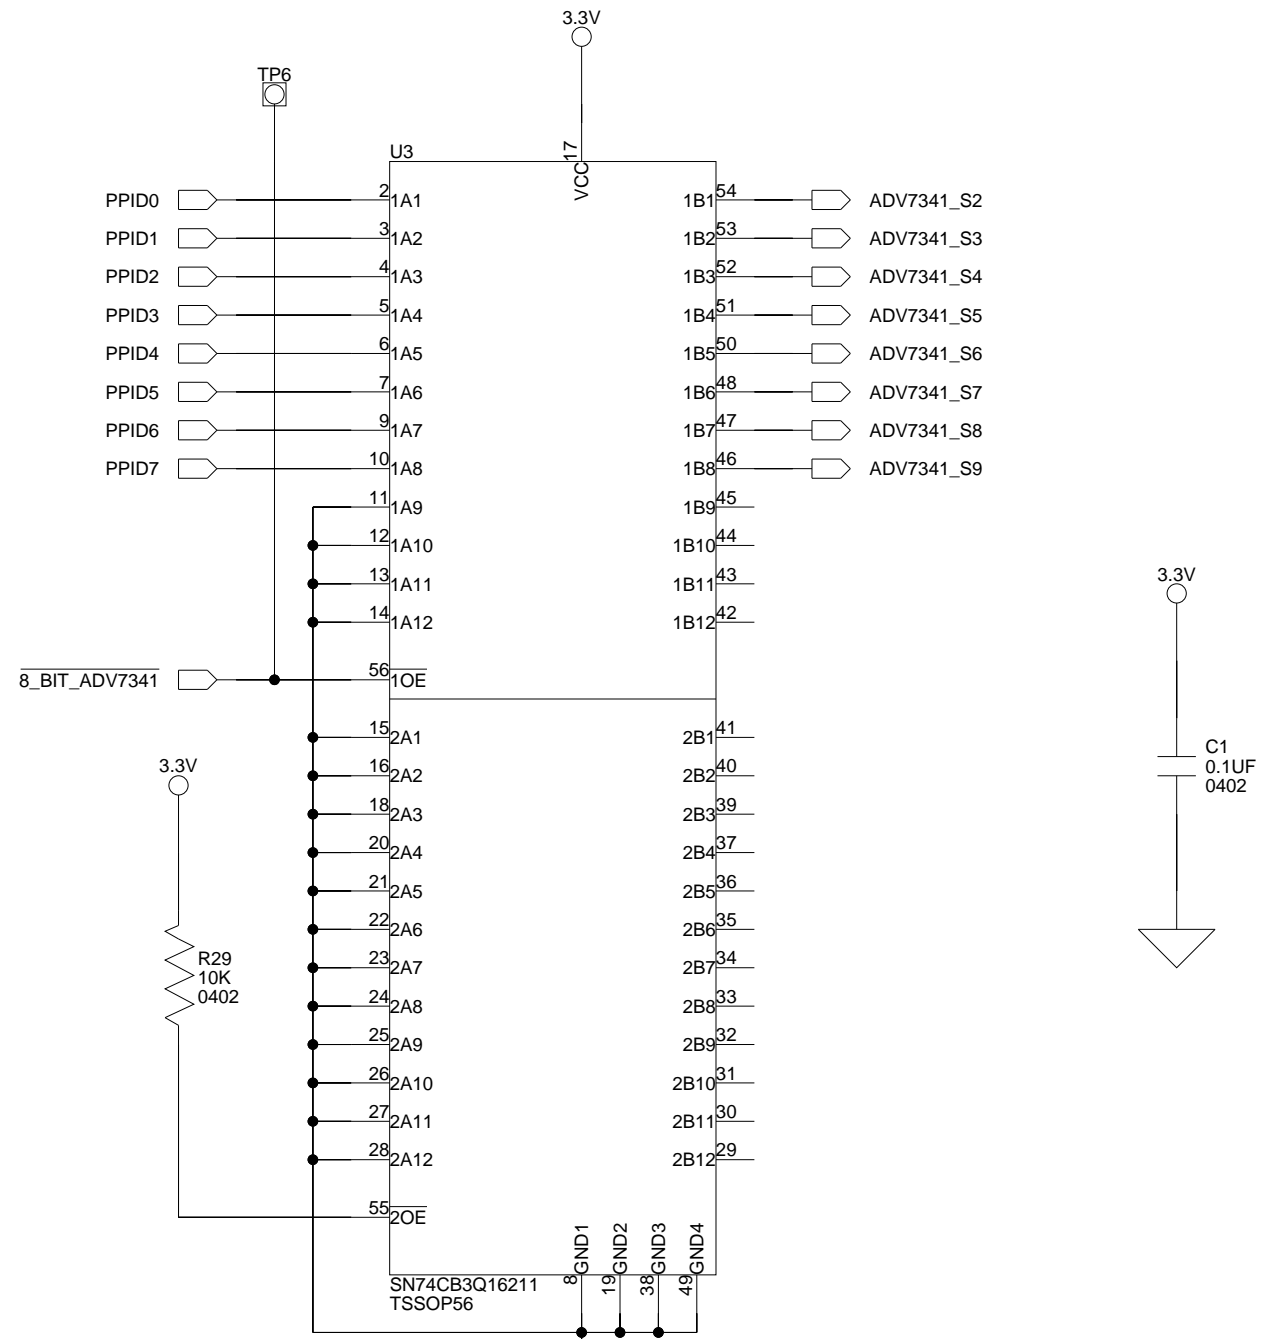 3.3V
TP6
U3
17
VCC
PPID0
2
1A1
1B1
54
ADV7341_S2
PPID1
3
1A2
1B2
53
ADV7341_S3
PPID2
4
1A3
1B3
52
ADV7341_S4
PPID3
5
1A4
1B4
51
ADV7341_S5
PPID4
6
1A5
1B5
50
ADV7341_S6
PPID5
7
1A6
1B6
48
ADV7341_S7
PPID6
9
1A7
1B7
47
ADV7341_S8
PPID7
10
1A8
1B8
46
ADV7341_S9
11
1A9
1B9
45
12
1A10
1B10
44
13
1A11
1B11
43
14
1A12
1B12
42
8_BIT_ADV7341
56
1OE
15
2A1
2B1
41
16
2A2
2B2
40
18
2A3
2B3
39
20
2A4
2B4
37
21
2A5
2B5
36
22
2A6
2B6
35
23
2A7
2B7
34
24
2A8
2B8
33
25
2A9
2B9
32
26
2A10
2B10
31
27
2A11
2B11
30
28
2A12
2B12
29
55
2OE
3.3V
R29
10K
0402
GND1
GND2
GND3
GND4
8
19
38
49
SN74CB3Q16211
TSSOP56
3.3V
C1
0.1UF
0402